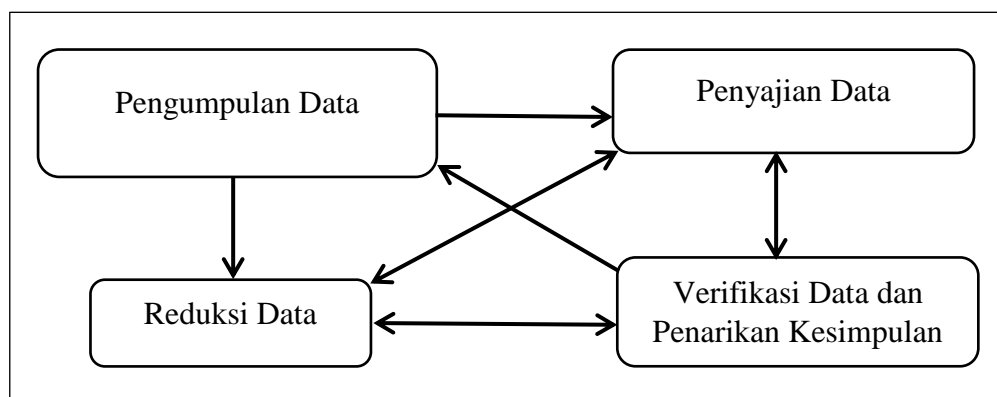 Pengumpulan Data
Penyajian Data
Reduksi Data
Verifikasi Data dan
Penarikan Kesimpulan